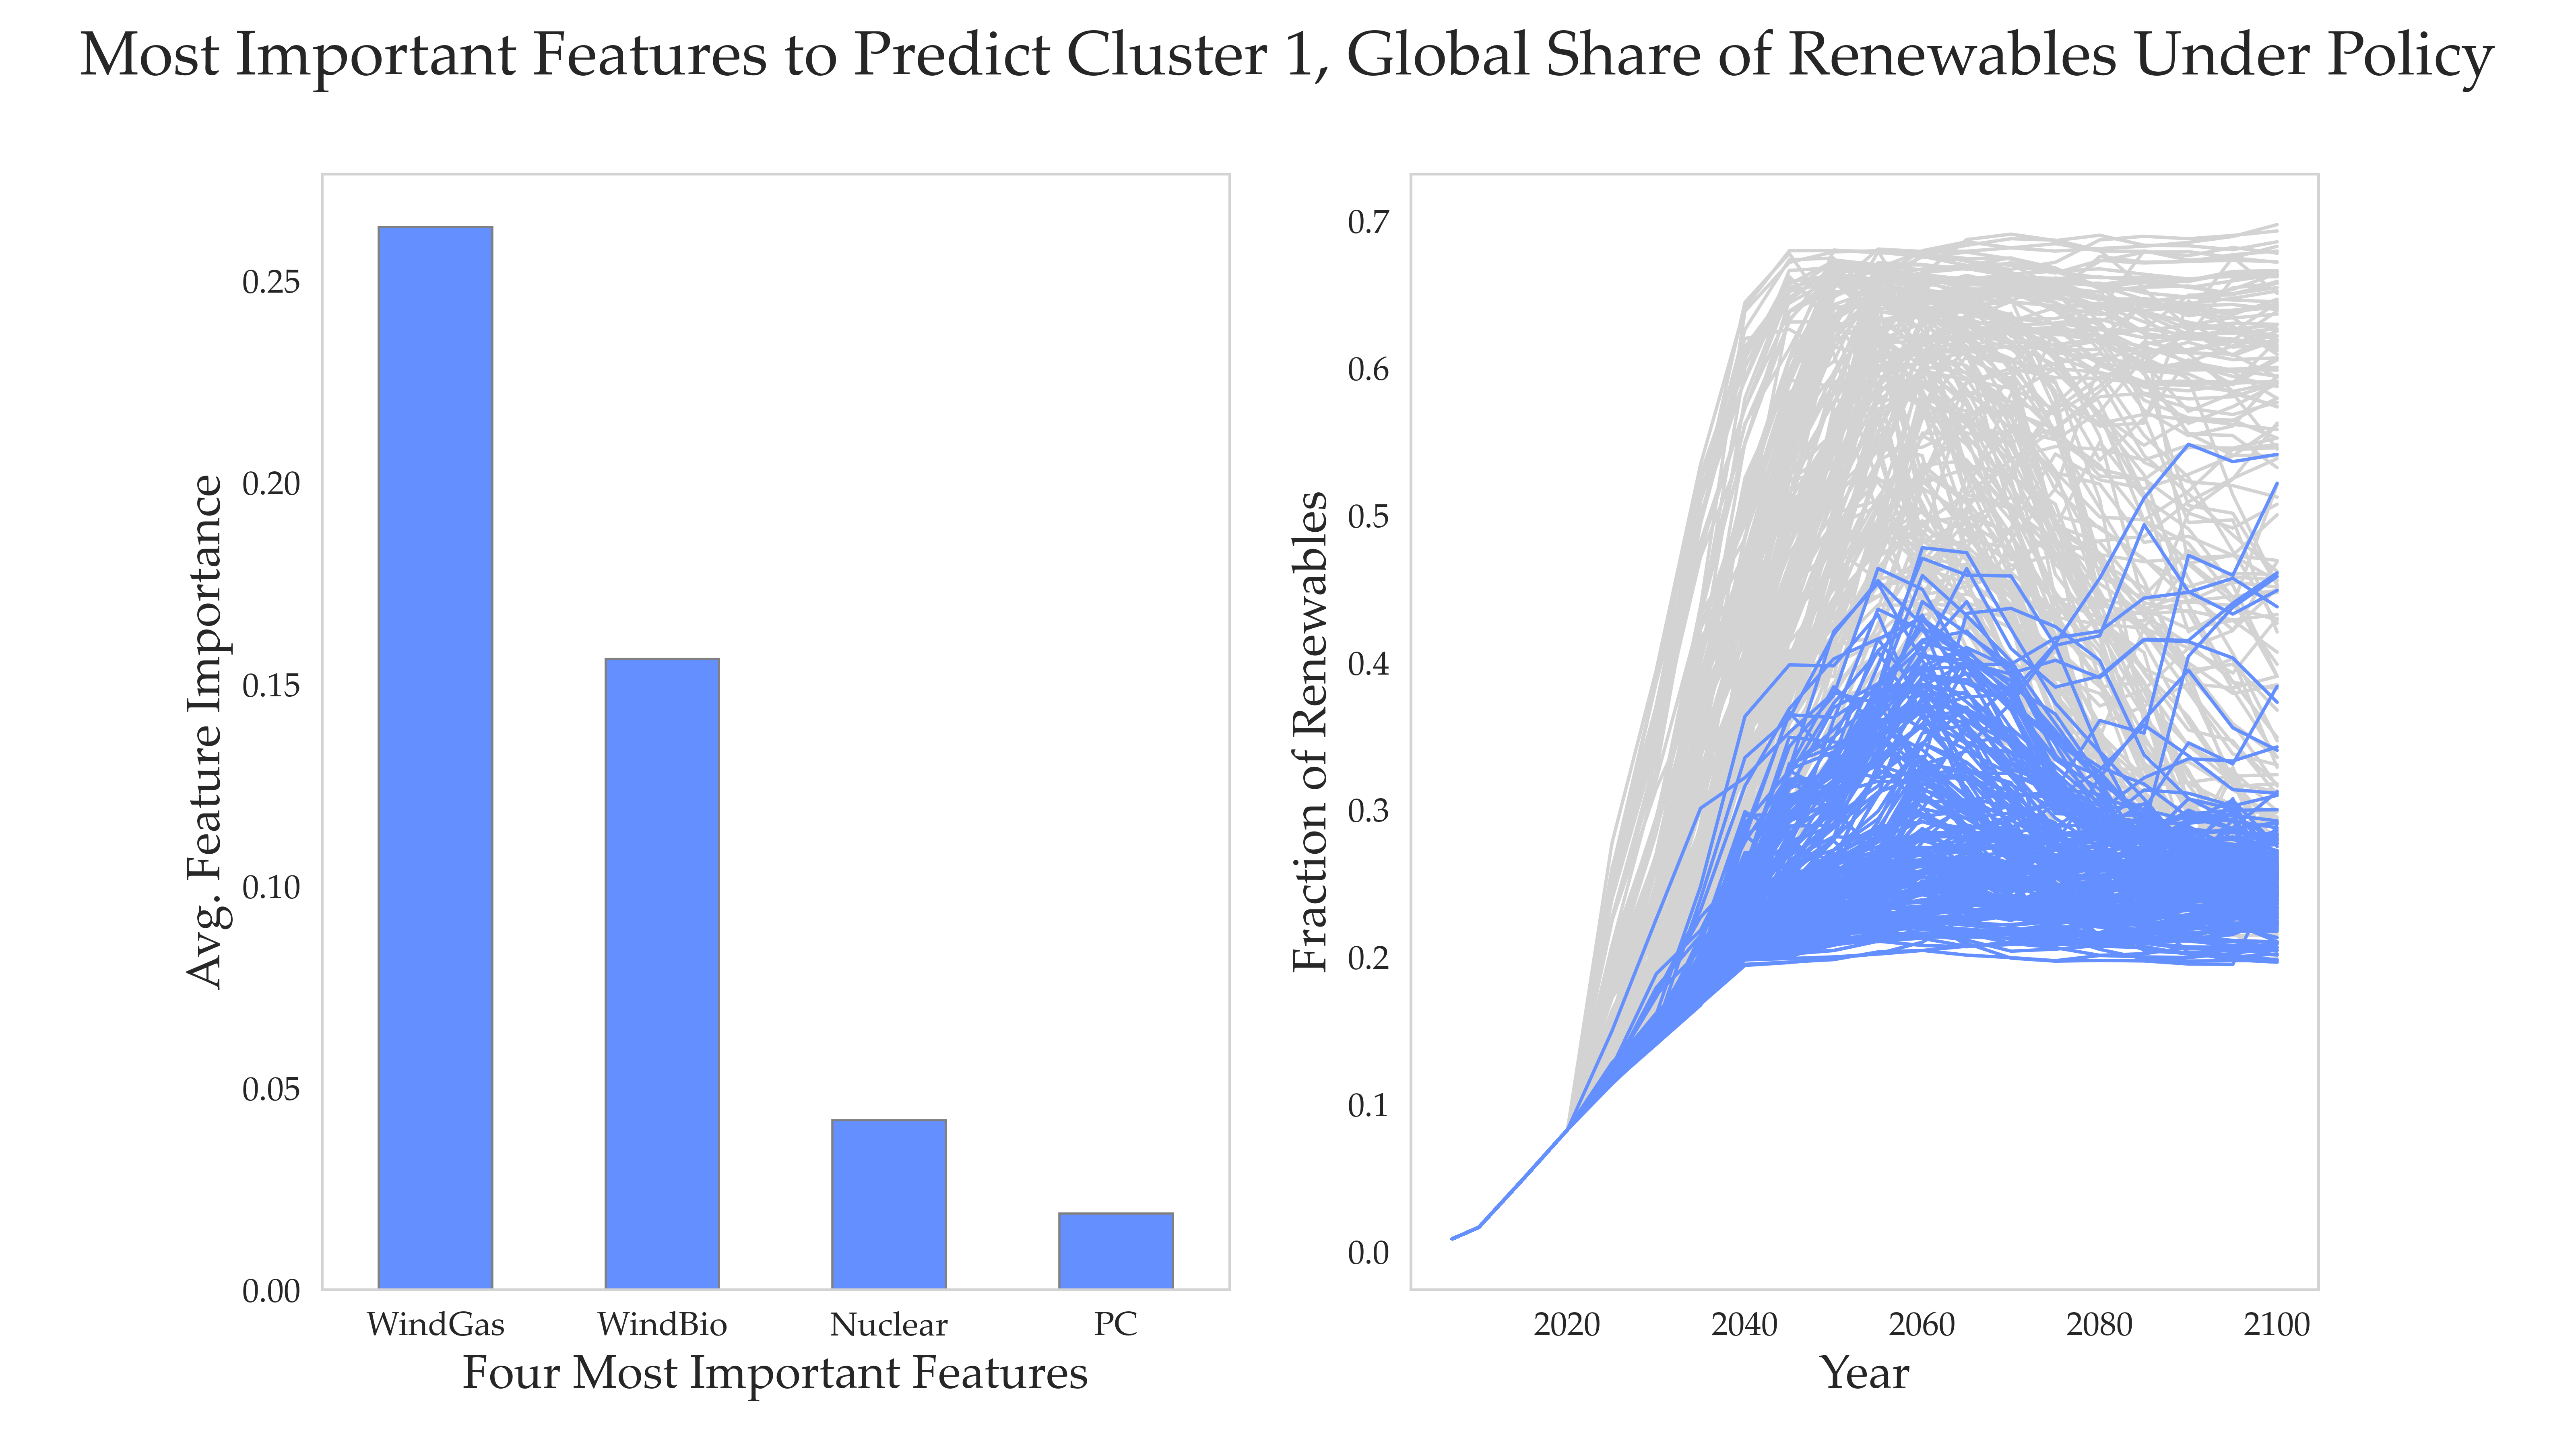 Most Important Features to Predict Cluster 1, Global Share of Renewables Under Policy
Avg. Feature Importance
0.25
0.20
0.15
0.10
0.05
0.00
WindGas WindBio Nuclear PC
Four Most Important Features
Fraction of Renewables
0.7
0.6
0.5
0.4
0.3
0.2
0.1
0.0
2020 2040 2060 2080 2100
Year